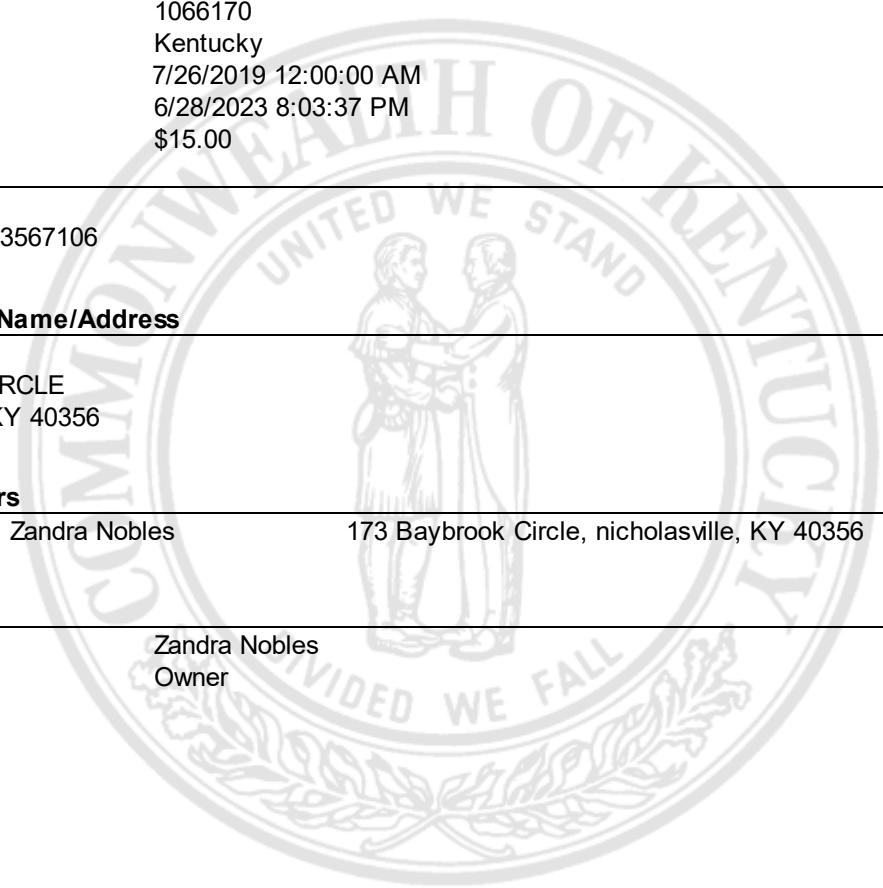 1066170
Kentucky
7/26/2019 12:00:00 AM
6/28/2023 8:03:37 PM
$15.00
COMMONWEALTH OF KENTUCKY
UNITED WE STAND
3567106
Name/Address
RCLE
KY 40356
rs
Zandra Nobles 173 Baybrook Circle, nicholasville, KY 40356
Zandra Nobles
Owner
DIVIDED WE FALL